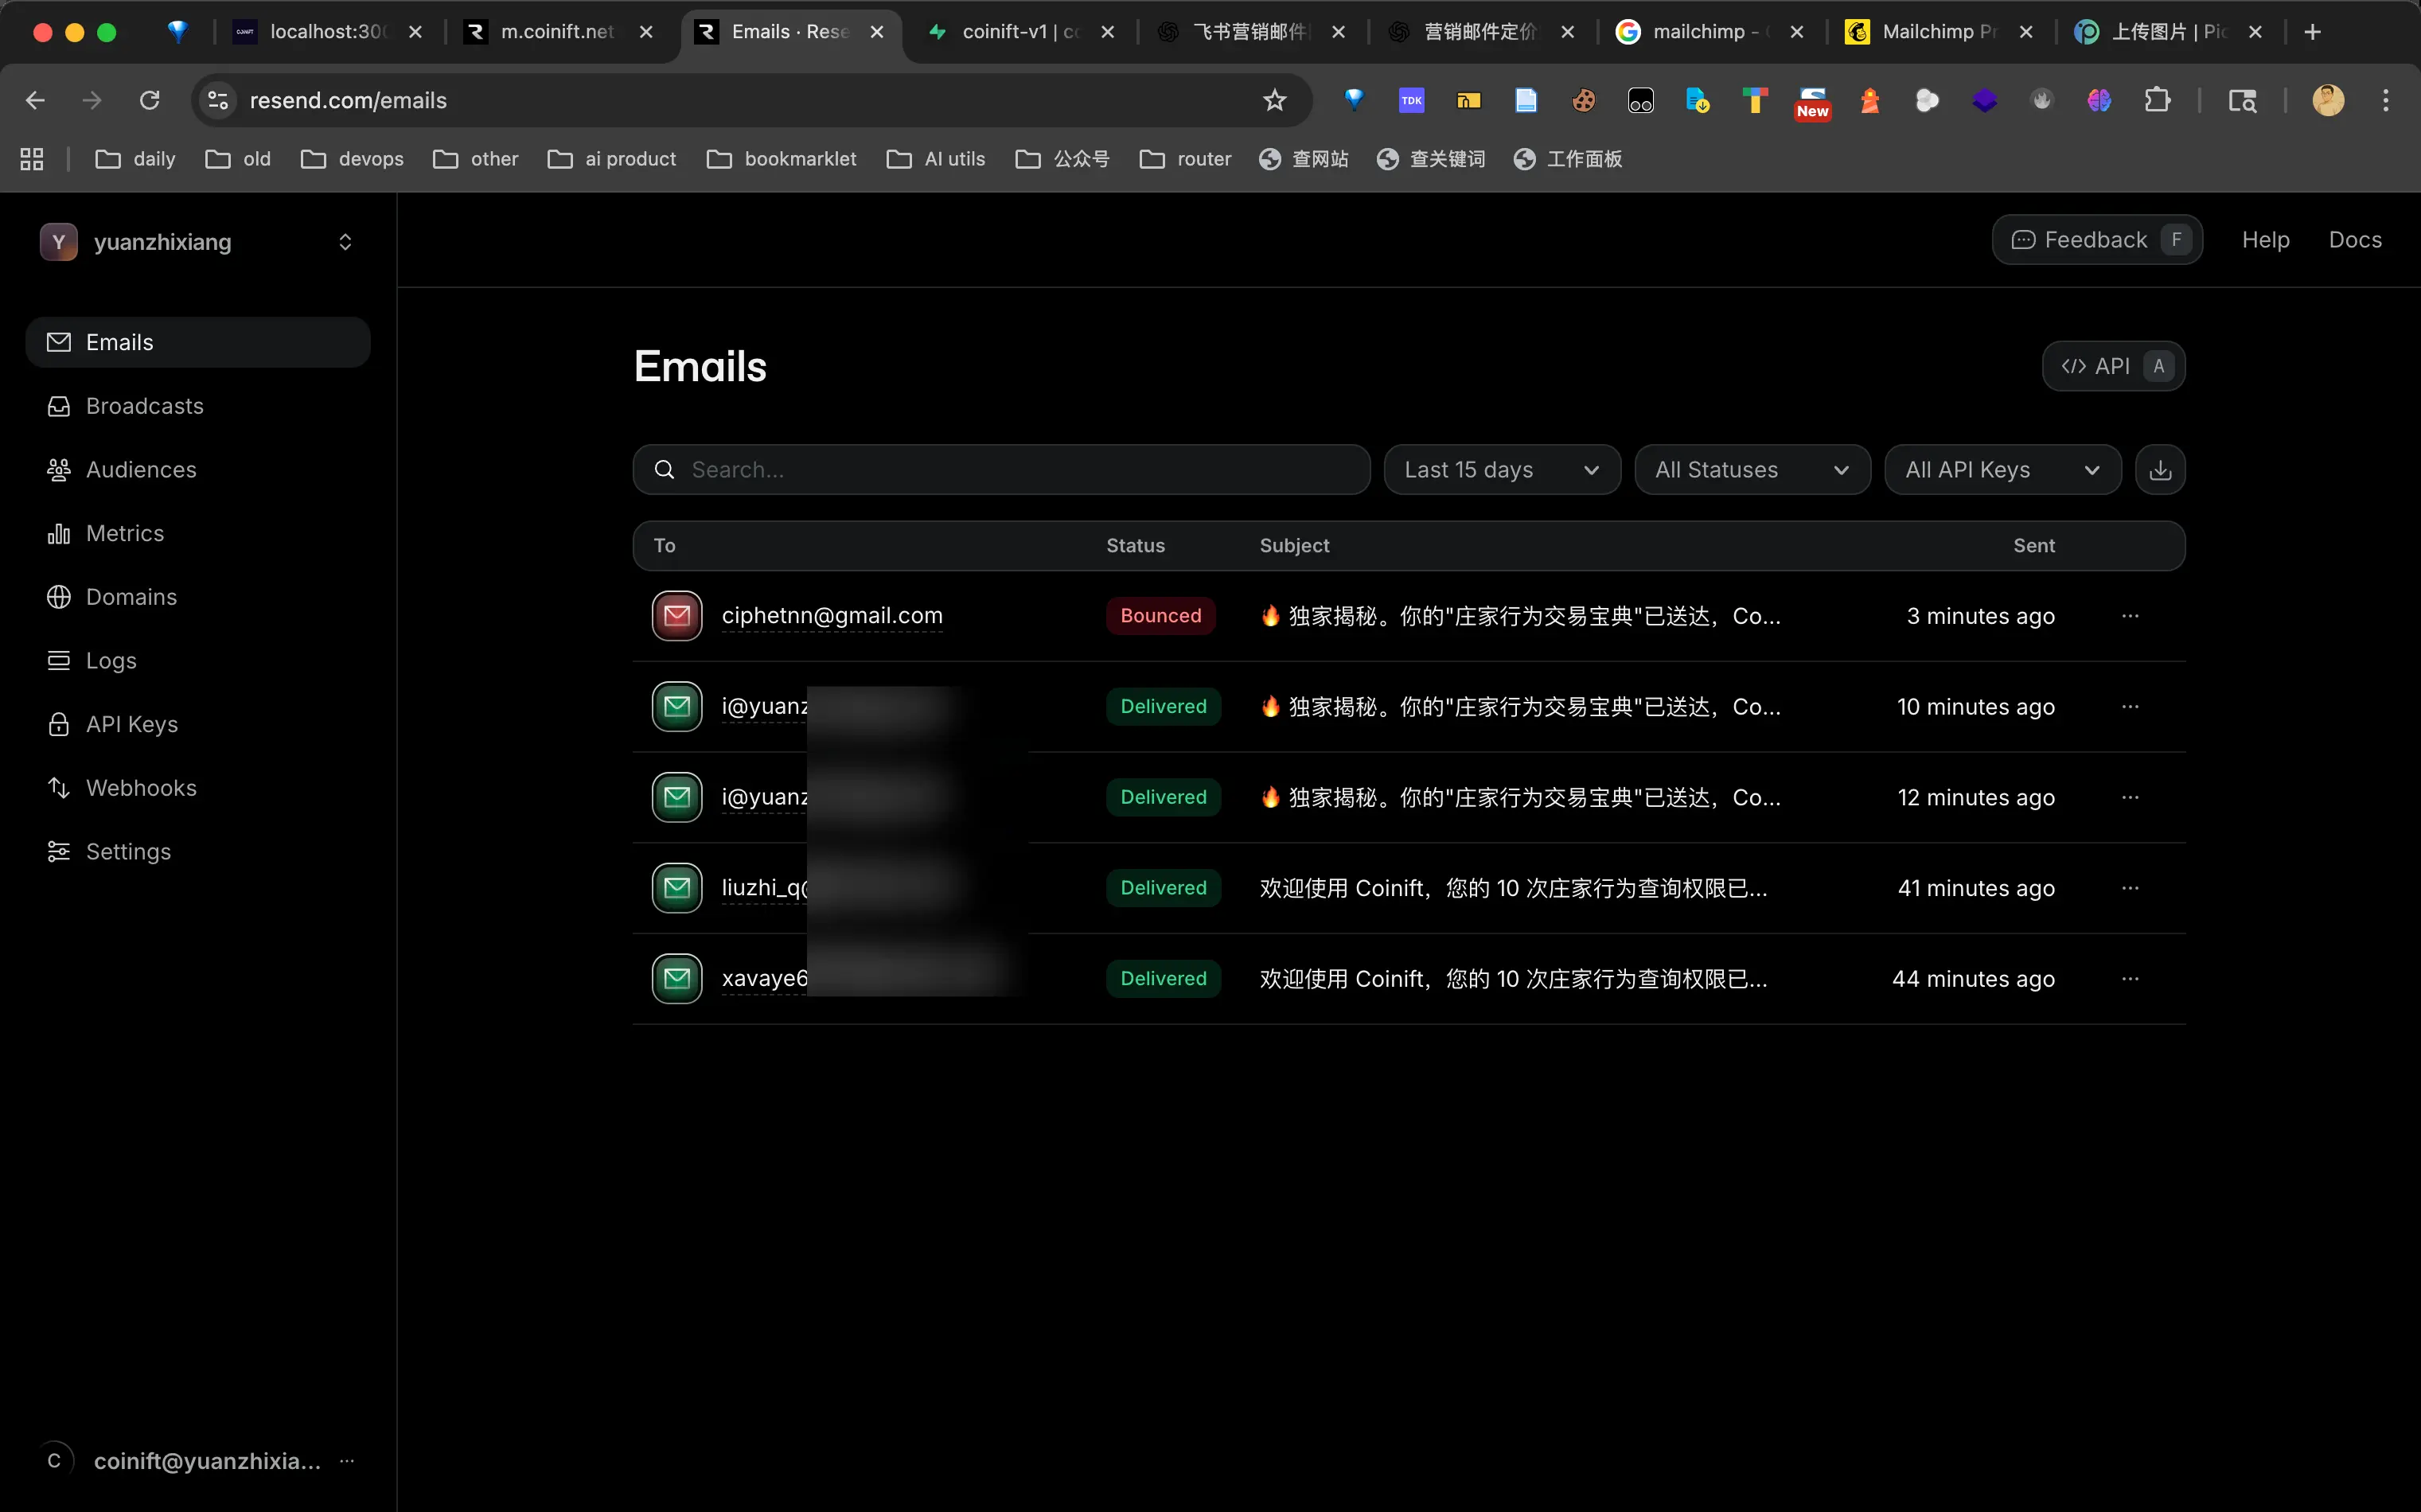 localhost:300
m.coinift.net
Emails · Rese
coinift-v1 | co
飞书营销邮件
营销邮件定价
mailchimp -
Mailchimp Pr
上传图片 | Pic
resend.com/emails
TDK
New
daily
old
devops
other
ai product
bookmarklet
AI utils
公众号
router
查网站
查关键词
工作面板
Y yuanzhixiang
Feedback F
Help
Docs
Emails
Broadcasts
Audiences
Metrics
Domains
Logs
API Keys
Webhooks
Settings
C coinift@yuanzhixia... ...
Emails
</> API A
Search...
Last 15 days
All Statuses
All API Keys
To Status Subject Sent
ciphetnn@gmail.com Bounced 🔥 独家揭秘。你的"庄家行为交易宝典"已送达，Co... 3 minutes ago ...
i@yuanz Delivered 🔥 独家揭秘。你的"庄家行为交易宝典"已送达，Co... 10 minutes ago ...
i@yuanz Delivered 🔥 独家揭秘。你的"庄家行为交易宝典"已送达，Co... 12 minutes ago ...
liuzhi_q@ Delivered 欢迎使用 Coinift，您的 10 次庄家行为查询权限已... 41 minutes ago ...
xavaye6 Delivered 欢迎使用 Coinift，您的 10 次庄家行为查询权限已... 44 minutes ago ...